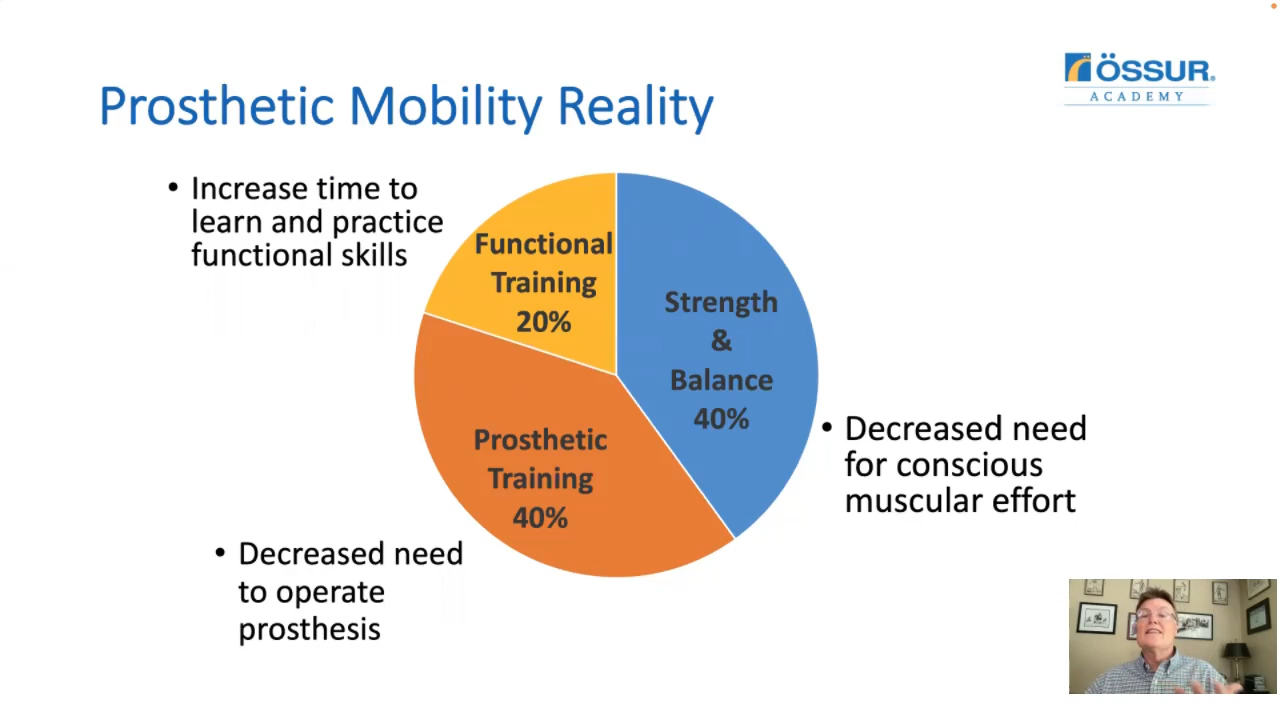 ÖSSUR®
ACADEMY
Prosthetic Mobility Reality
• Increase time to
learn and practice
functional skills
Functional
Training
20%
Strength
&
Balance
40%
Prosthetic
Training
40%
• Decreased need
for conscious
muscular effort
• Decreased need
to operate
prosthesis